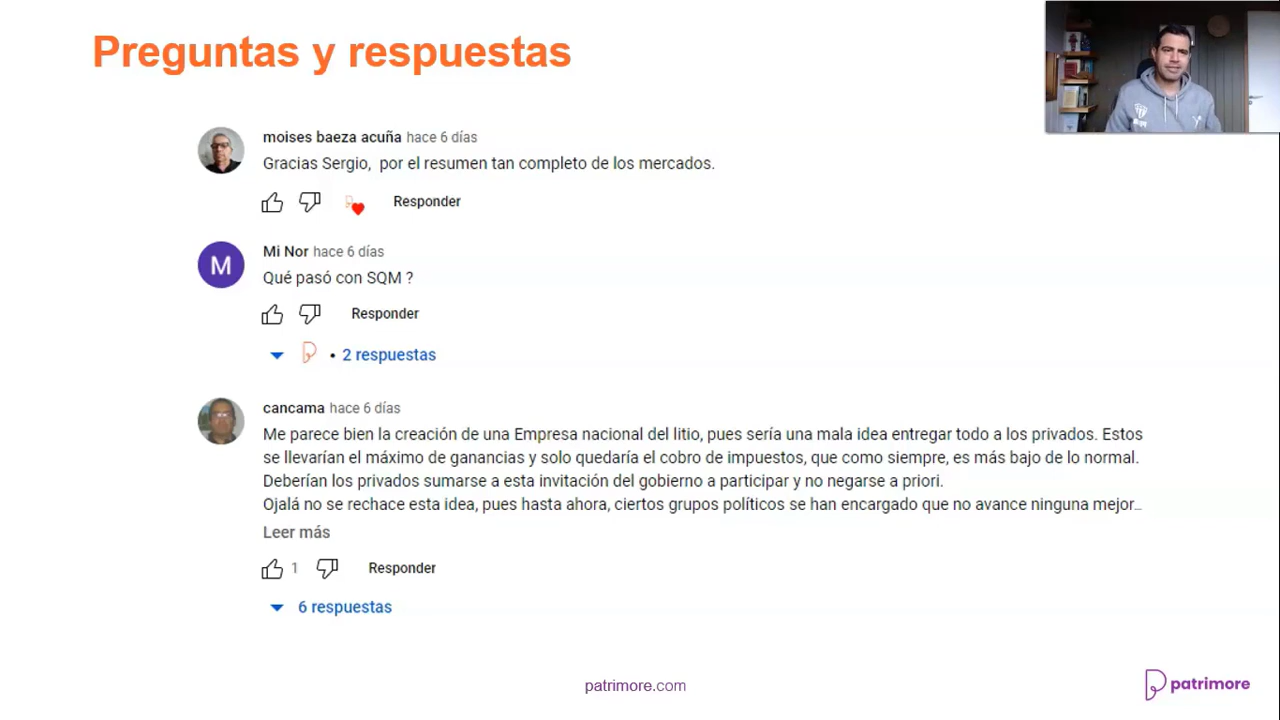 Preguntas y respuestas
moises baeza acuña hace 6 días
Gracias Sergio, por el resumen tan completo de los mercados.
Responder
M
Mi Nor hace 6 días
Qué pasó con SQM ?
Responder
• 2 respuestas
cancama hace 6 días
Me parece bien la creación de una Empresa nacional del litio, pues sería una mala idea entregar todo a los privados. Estos
se llevarían el máximo de ganancias y solo quedaría el cobro de impuestos, que como siempre, es más bajo de lo normal.
Deberían los privados sumarse a esta invitación del gobierno a participar y no negarse a priori.
Ojalá no se rechace esta idea, pues hasta ahora, ciertos grupos políticos se han encargado que no avance ninguna mejor...
Leer más
1 Responder
6 respuestas
patrimore.com
patrimore